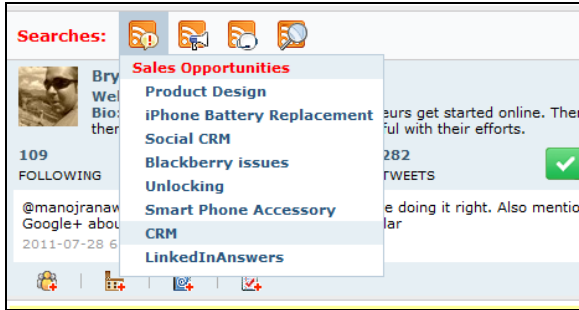 Searches:
Sales Opportunities
Product Design
iPhone Battery Replacement
Social CRM
Blackberry issues
Unlocking
Smart Phone Accessory
CRM
LinkedInAnswers
Bry
Wel
Bio: eurs get started online. Ther
ther ful with their efforts.
109 282
FOLLOWING TWEETS
@manojranaw e doing it right. Also mentio
Google+ abou lar
2011-07-28 6